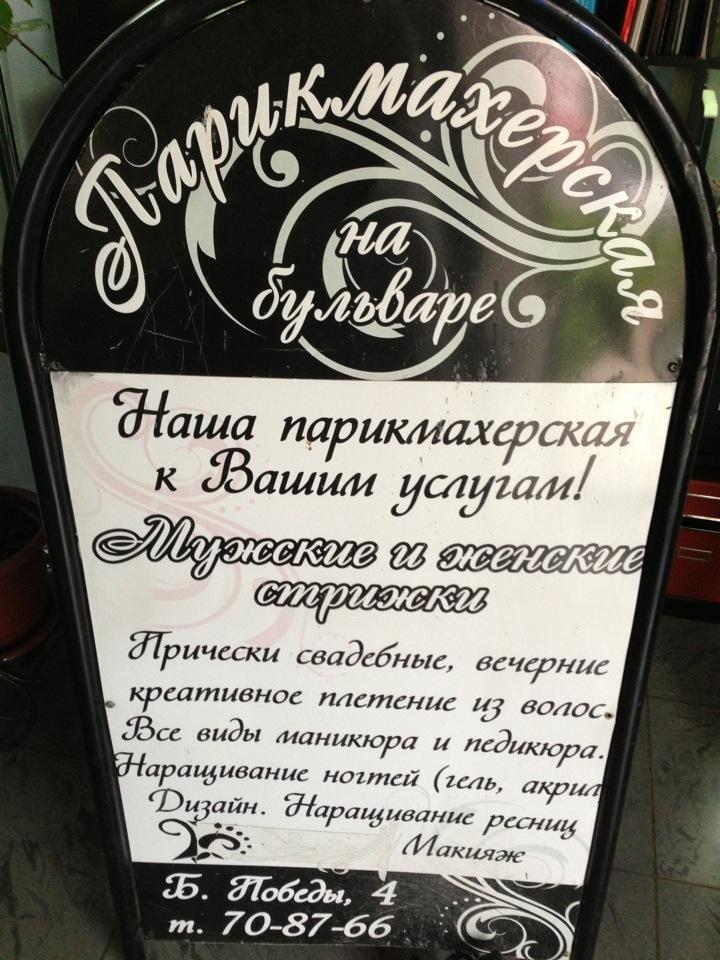 Парикмахерская
на
бульваре
Наша парикмахерская
к Вашим услугам!
Мужские и женские
стрижки
Прически свадебные, вечерние
креативное плетение из волос.
Все виды маникюра и педикюра.
Наращивание ногтей (гель, акрил
Дизайн. Наращивание ресниц
Макияж
Б. Победы, 4
т. 70-87-66